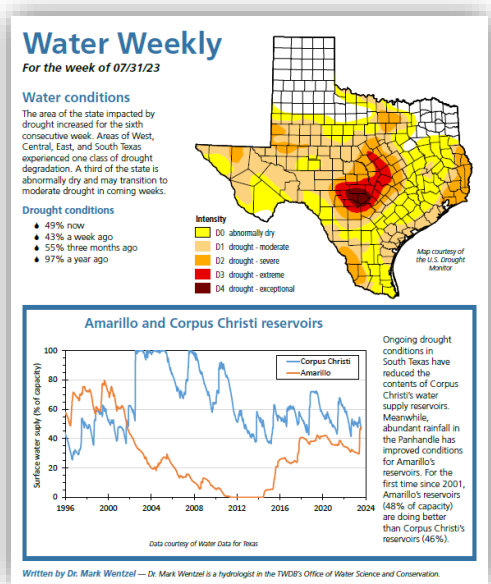 Water Weekly
For the week of 07/31/23
Water conditions
The area of the state impacted by
drought increased for the sixth
consecutive week. Areas of West,
Central, East, and South Texas
experienced one class of drought
degradation. A third of the state is
abnormally dry and may transition to
moderate drought in coming weeks.
Drought conditions
49% now
43% a week ago
55% three months ago
97% a year ago
Intensity
D0 abnormally dry
D1 drought - moderate
D2 drought - severe
D3 drought - extreme
D4 drought - exceptional
Map courtesy of
the U.S. Drought
Monitor
Amarillo and Corpus Christi reservoirs
Surface water supply (% of capacity)
100
80
60
40
20
0
1996
2000
2004
2008
2012
2016
2020
2024
Corpus Christi
Amarillo
Data courtesy of Water Data for Texas
Ongoing drought
conditions in
South Texas have
reduced the
contents of Corpus
Christi's water
supply reservoirs.
Meanwhile,
abundant rainfall in
the Panhandle has
improved conditions
for Amarillo's
reservoirs. For the
first time since 2001,
Amarillo's reservoirs
(48% of capacity)
are doing better
than Corpus Christi's
reservoirs (46%).
Written by Dr. Mark Wentzel — Dr. Mark Wentzel is a hydrologist in the TWDB's Office of Water Science and Conservation.